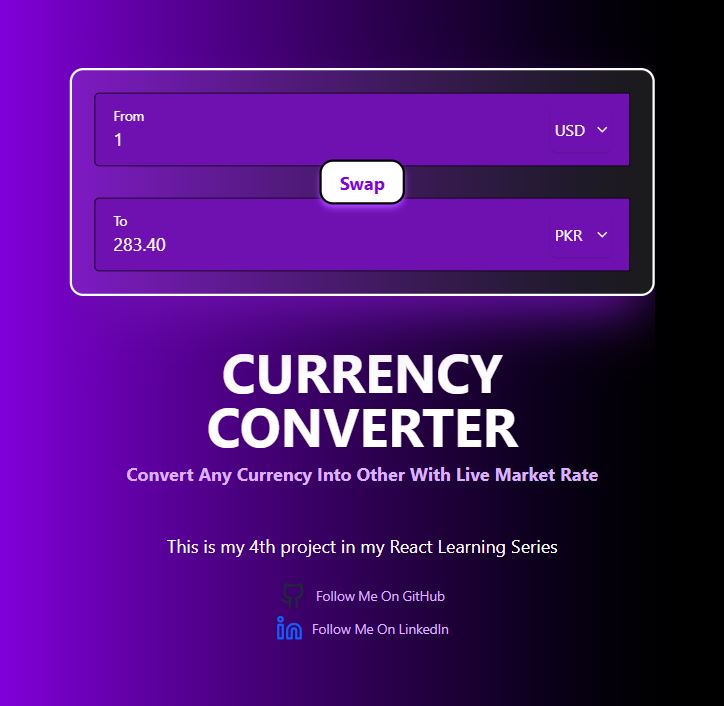 From
1
USD
Swap
To
283.40
PKR
CURRENCY
CONVERTER
Convert Any Currency Into Other With Live Market Rate
This is my 4th project in my React Learning Series
Follow Me On GitHub
in Follow Me On LinkedIn